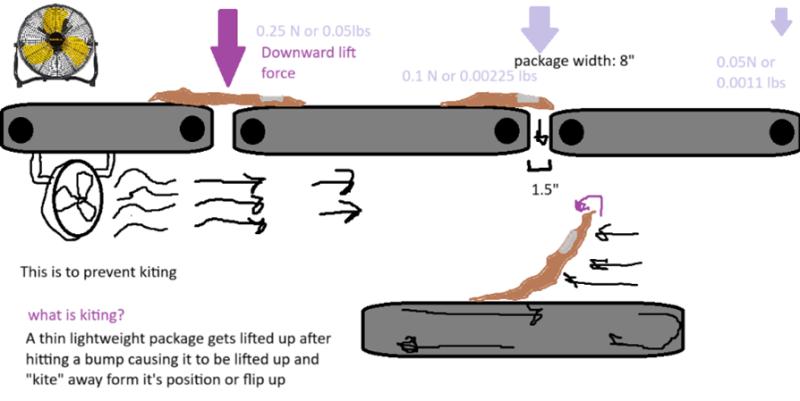 0.25 N or 0.05lbs
Downward lift
force
package width: 8"
0.1 N or 0.00225 lbs
0.05N or
0.0011 lbs
1.5"
This is to prevent kiting
what is kiting?
A thin lightweight package gets lifted up after
hitting a bump causing it to be lifted up and
"kite" away form it's position or flip up